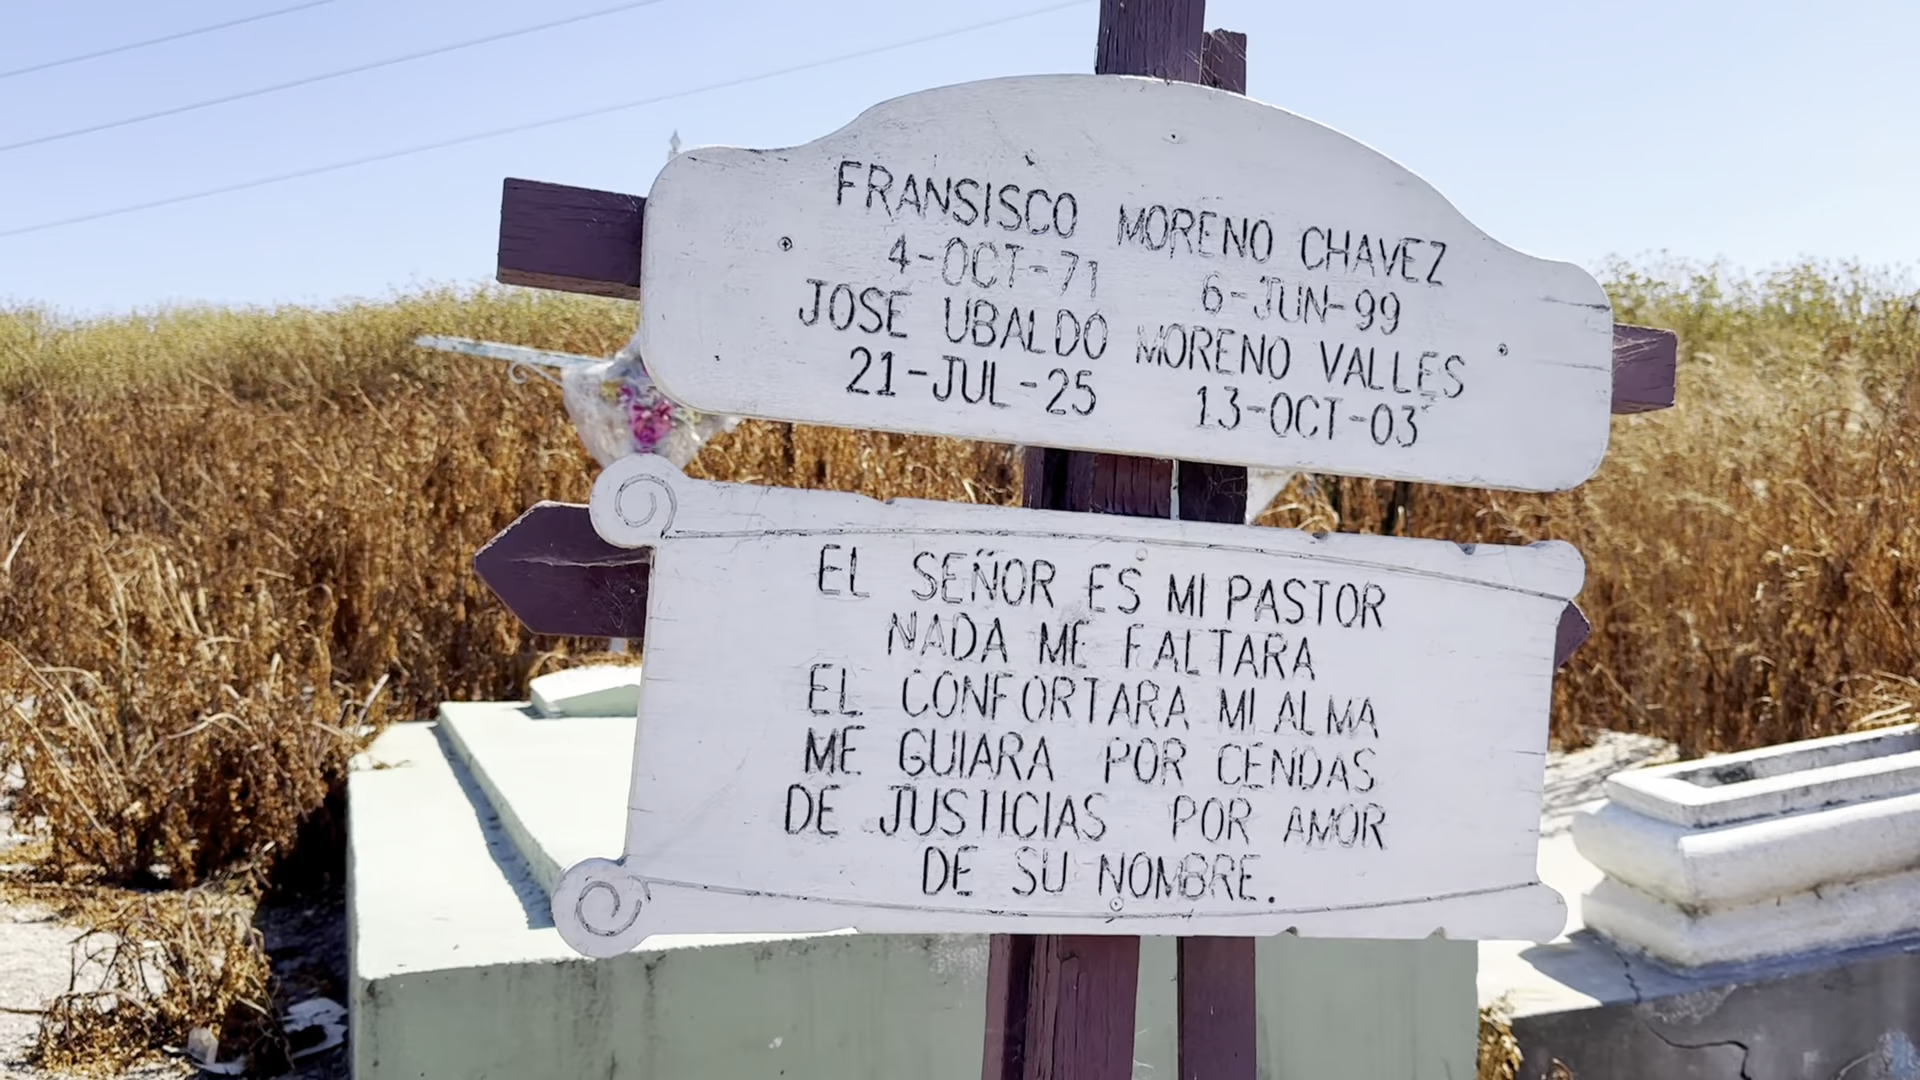 FRANSISCO MORENO CHAVEZ
4-OCT-71 6-JUN-99
JOSE UBALDO MORENO VALLES
21-JUL-25 13-OCT-03
EL SEÑOR ES MI PASTOR
NADA ME FALTARA
EL CONFORTARA MI ALMA
ME GUIARA POR CENDAS
DE JUSTICIAS POR AMOR
DE SU NOMBRE.